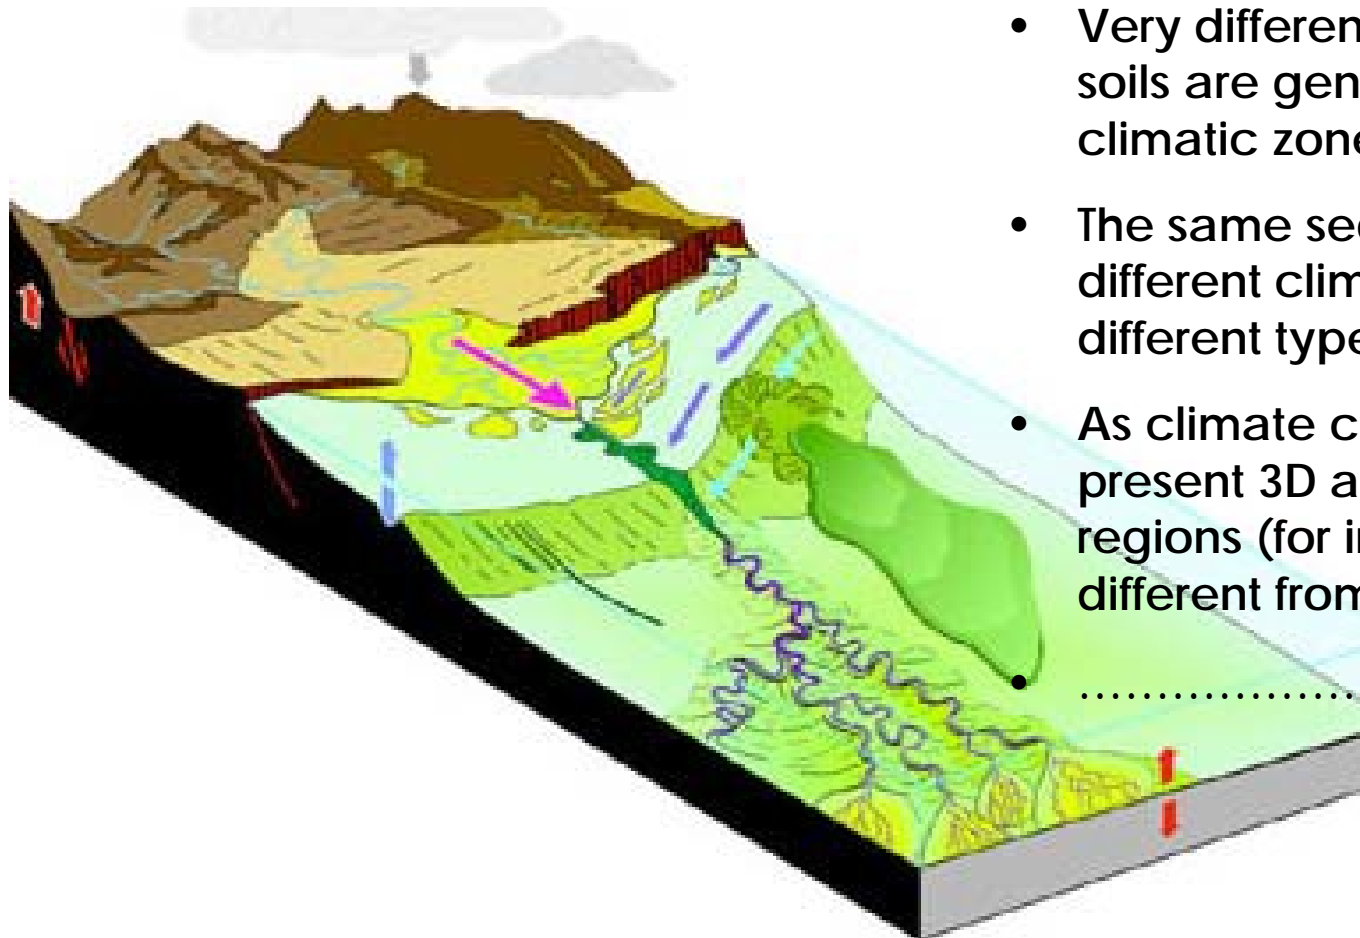 • Very differen
soils are gen
climatic zone
• The same sec
different clim
different type
• As climate c
present 3D a
regions (for in
different from
• ..................